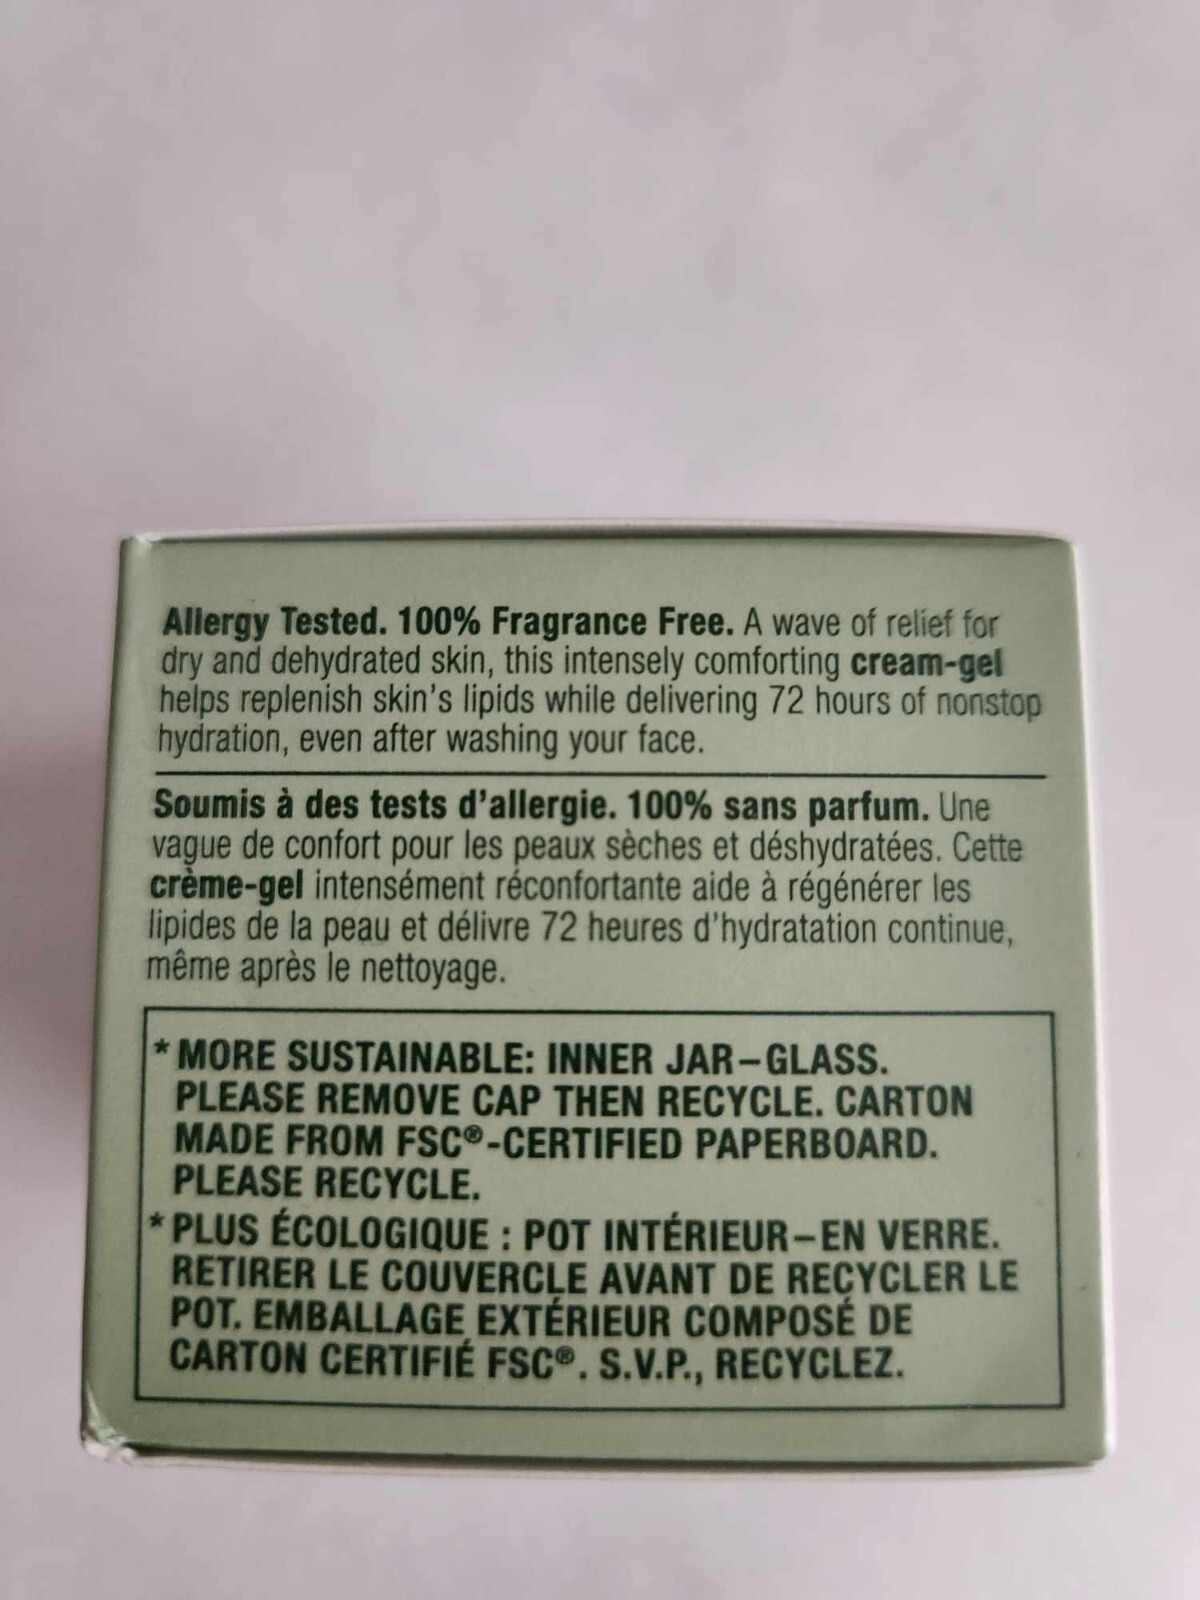 Allergy Tested. 100% Fragrance Free. A wave of relief for
dry and dehydrated skin, this intensely comforting cream-gel
helps replenish skin's lipids while delivering 72 hours of nonstop
hydration, even after washing your face.
Soumis à des tests d'allergie. 100% sans parfum. Une
vague de confort pour les peaux sèches et déshydratées. Cette
crème-gel intensément réconfortante aide à régénérer les
lipides de la peau et délivre 72 heures d'hydratation continue,
même après le nettoyage.
* MORE SUSTAINABLE: INNER JAR–GLASS.
PLEASE REMOVE CAP THEN RECYCLE. CARTON
MADE FROM FSC®-CERTIFIED PAPERBOARD.
PLEASE RECYCLE.
* PLUS ÉCOLOGIQUE : POT INTÉRIEUR–EN VERRE.
RETIRER LE COUVERCLE AVANT DE RECYCLER LE
POT. EMBALLAGE EXTÉRIEUR COMPOSÉ DE
CARTON CERTIFIÉ FSC®. S.V.P., RECYCLEZ.